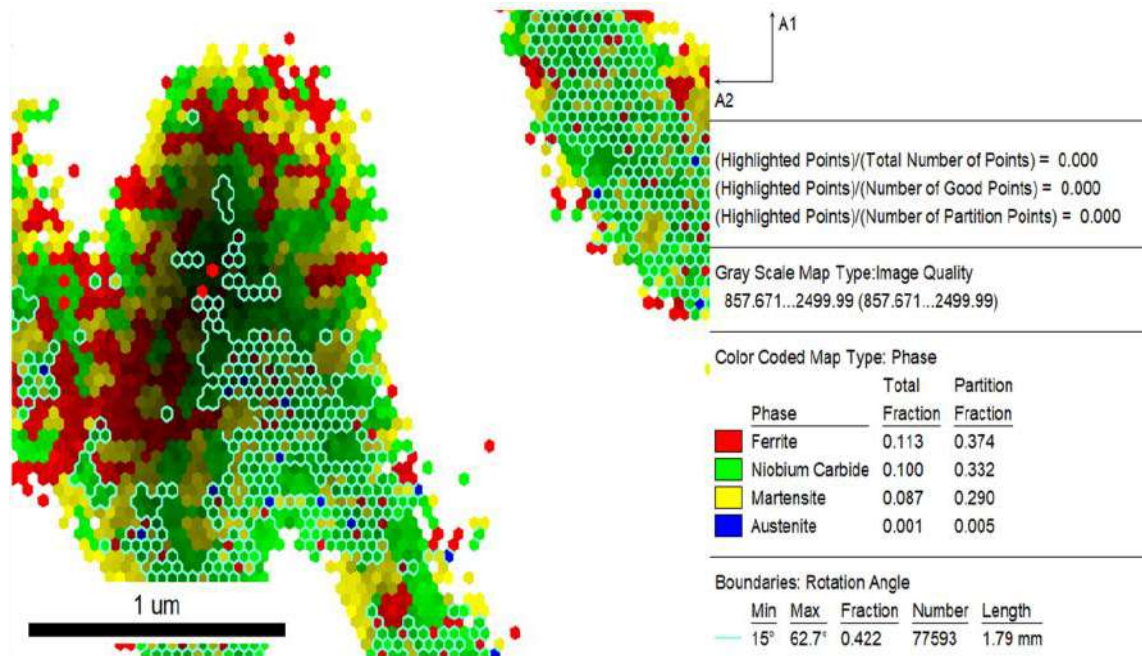 A1
A2
(Highlighted Points)/(Total Number of Points) = 0.000
(Highlighted Points)/(Number of Good Points) = 0.000
(Highlighted Points)/(Number of Partition Points) = 0.000
Gray Scale Map Type:Image Quality
857.671...2499.99 (857.671...2499.99)
Color Coded Map Type: Phase
Total Partition
Phase Fraction Fraction
Ferrite 0.113 0.374
Niobium Carbide 0.100 0.332
Martensite 0.087 0.290
Austenite 0.001 0.005
Boundaries: Rotation Angle
Min Max Fraction Number Length
15° 62.7° 0.422 77593 1.79 mm
1 um